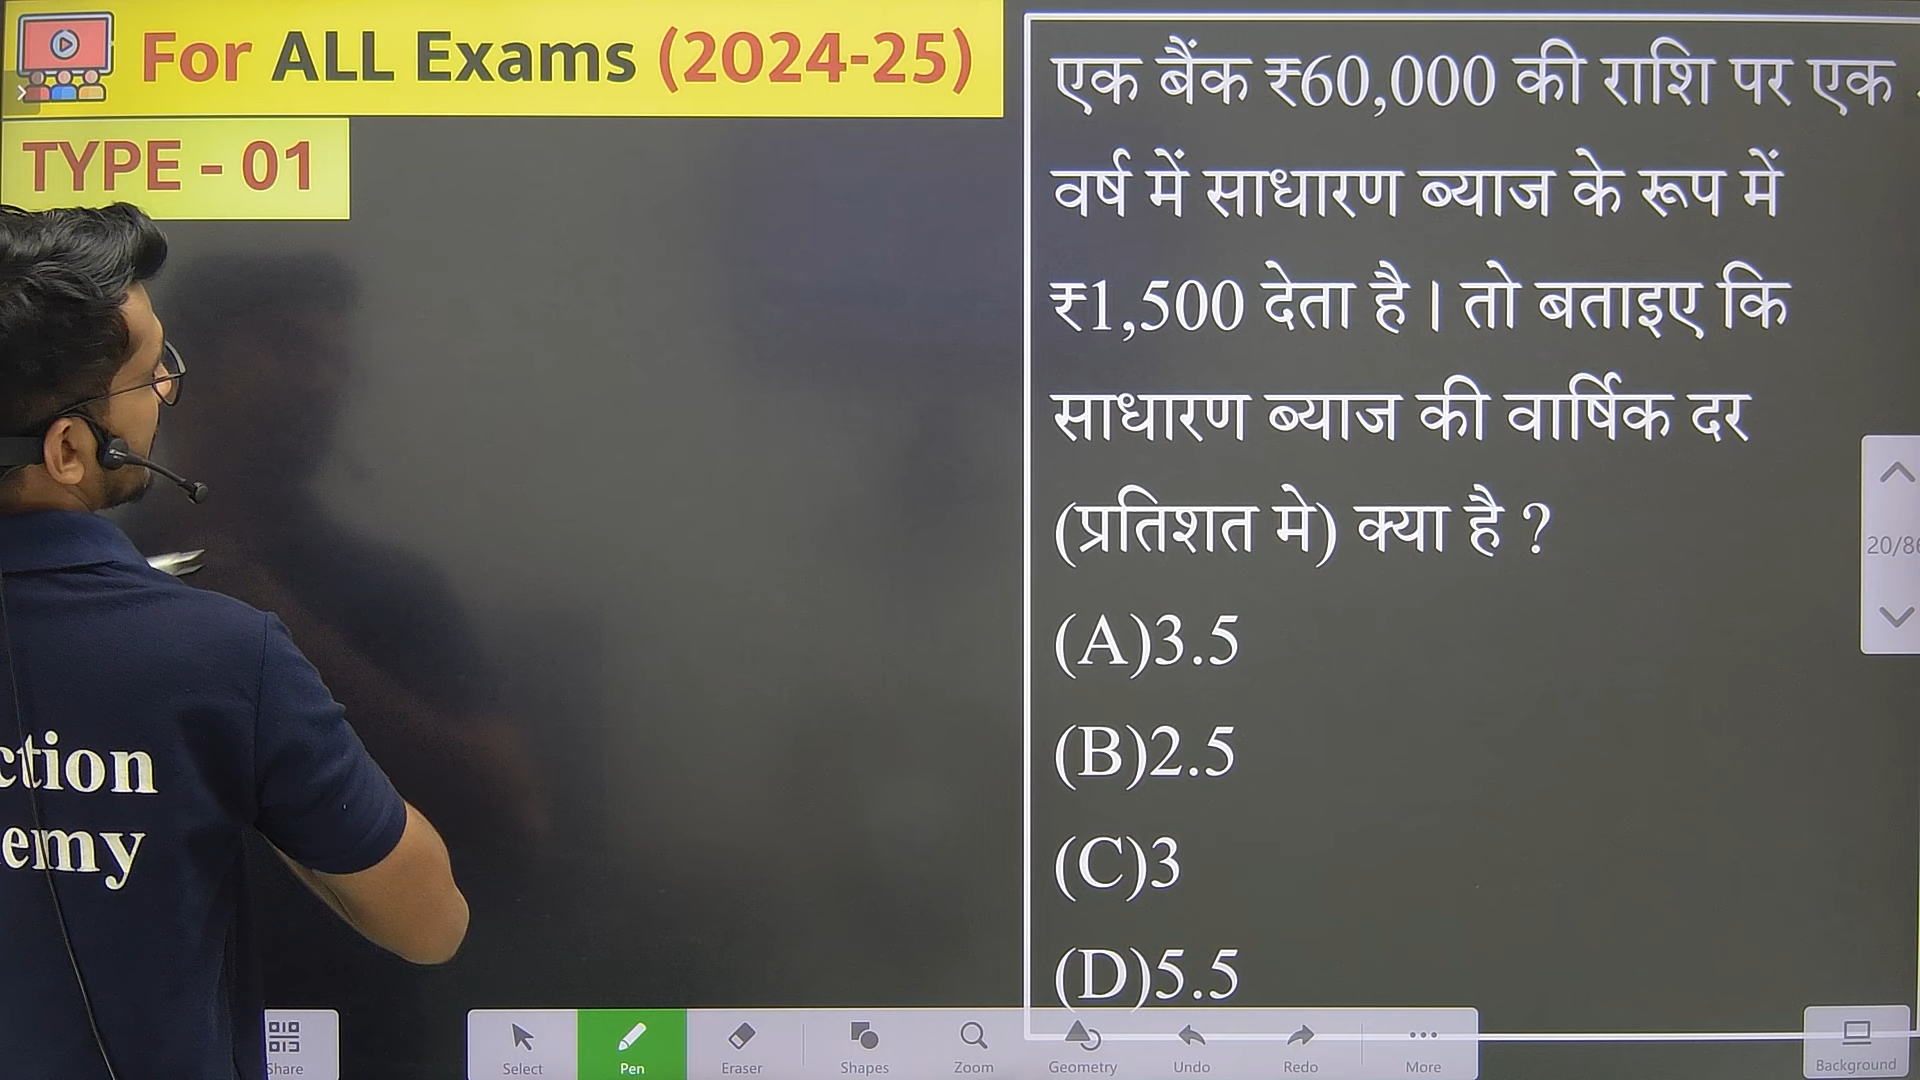 For ALL Exams (2024-25)
TYPE - 01
एक बैंक ₹60,000 की राशि पर एक
वर्ष में साधारण ब्याज के रूप में
₹1,500 देता है । तो बताइए कि
साधारण ब्याज की वार्षिक दर
(प्रतिशत मे) क्या है ?
(A)3.5
(B)2.5
(C)3
(D)5.5
20/86
ction
emy
Share
Select
Pen
Eraser
Shapes
Zoom
Geometry
Undo
Redo
More
Background